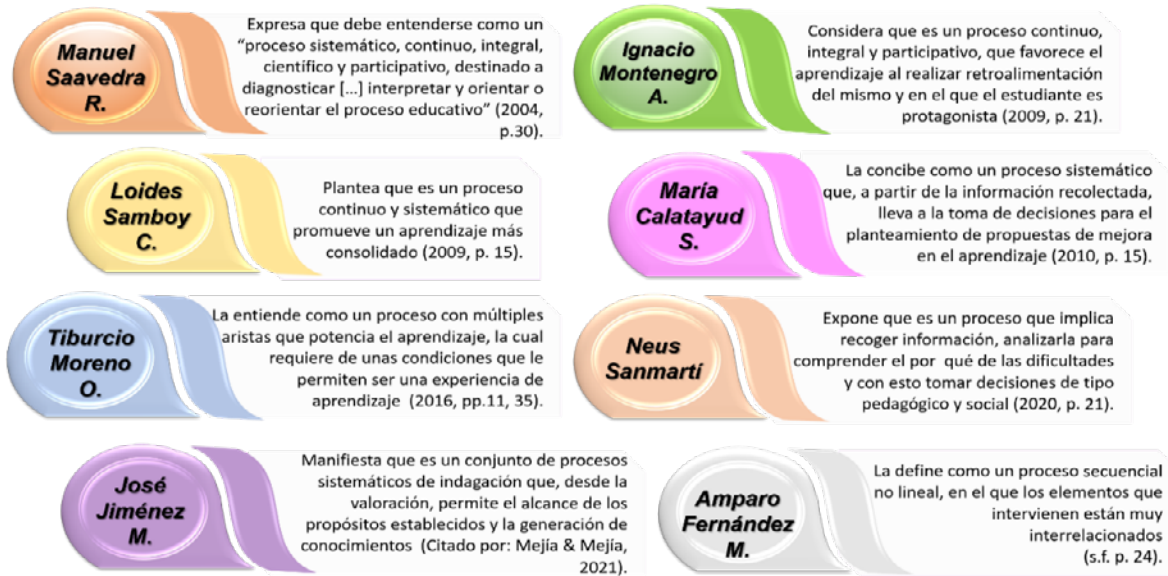 Manuel
Saavedra
R.
Expresa que debe entenderse como un
“proceso sistemático, continuo, integral,
científico y participativo, destinado a
diagnosticar [...] interpretar y orientar o
reorientar el proceso educativo” (2004,
p.30).
Ignacio
Montenegro
A.
Considera que es un proceso continuo,
integral y participativo, que favorece el
aprendizaje al realizar retroalimentación
del mismo y en el que el estudiante es
protagonista (2009, p. 21).
Loides
Samboy
C.
Plantea que es un proceso
continuo y sistemático que
promueve un aprendizaje más
consolidado (2009, p. 15).
María
Calatayud
S.
La concibe como un proceso sistemático
que, a partir de la información recolectada,
lleva a la toma de decisiones para el
planteamiento de propuestas de mejora
en el aprendizaje (2010, p. 15).
Tiburcio
Moreno
O.
La entiende como un proceso con múltiples
aristas que potencia el aprendizaje, la cual
requiere de unas condiciones que le
permiten ser una experiencia de
aprendizaje (2016, pp.11, 35).
Neus
Sanmartí
Expone que es un proceso que implica
recoger información, analizarla para
comprender el por qué de las dificultades
y con esto tomar decisiones de tipo
pedagógico y social (2020, p. 21).
José
Jiménez
M.
Manifiesta que es un conjunto de procesos
sistemáticos de indagación que, desde la
valoración, permite el alcance de los
propósitos establecidos y la generación de
conocimientos (Citado por: Mejía & Mejía,
2021).
Amparo
Fernández
M.
La define como un proceso secuencial
no lineal, en el que los elementos que
intervienen están muy
interrelacionados
(s.f. p. 24).